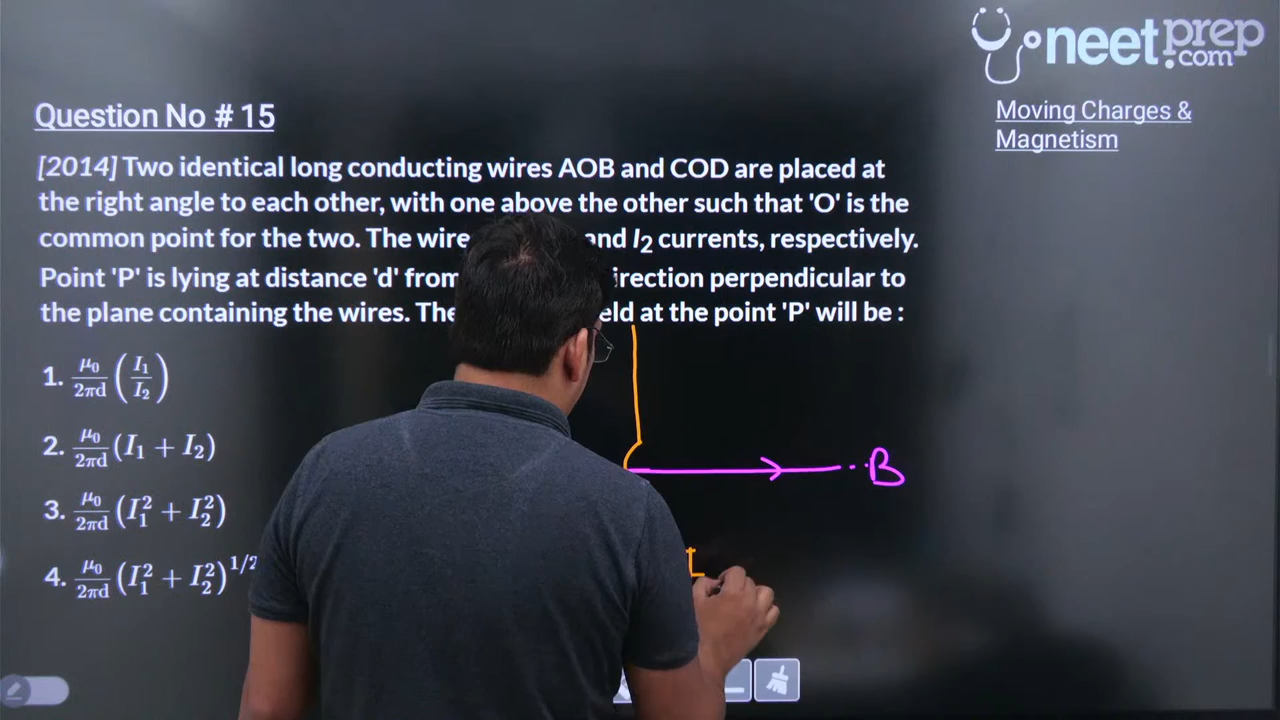 neetprep
.com
Question No # 15
Moving Charges &
Magnetism
[2014] Two identical long conducting wires AOB and COD are placed at
the right angle to each other, with one above the other such that 'O' is the
common point for the two. The wire and I₂ currents, respectively.
Point 'P' is lying at distance 'd' from irection perpendicular to
the plane containing the wires. The eld at the point 'P' will be :
1. μ₀/2πd (I₁/I₂)
2. μ₀/2πd (I₁ + I₂)
3. μ₀/2πd (I₁² + I₂²)
4. μ₀/2πd (I₁² + I₂²)^1/2
B
I